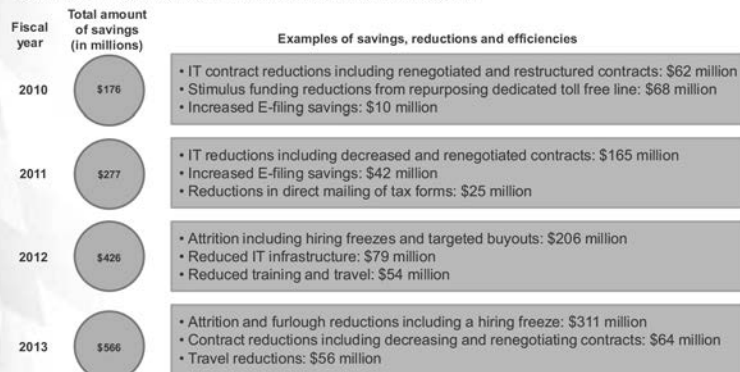 Fiscal year
Total amount of savings (in millions)
Examples of savings, reductions and efficiencies
2010
$176
• IT contract reductions including renegotiated and restructured contracts: $62 million
• Stimulus funding reductions from repurposing dedicated toll free line: $68 million
• Increased E-filing savings: $10 million
2011
$277
• IT reductions including decreased and renegotiated contracts: $165 million
• Increased E-filing savings: $42 million
• Reductions in direct mailing of tax forms: $25 million
2012
$426
• Attrition including hiring freezes and targeted buyouts: $206 million
• Reduced IT infrastructure: $79 million
• Reduced training and travel: $54 million
2013
$566
• Attrition and furlough reductions including a hiring freeze: $311 million
• Contract reductions including decreasing and renegotiating contracts: $64 million
• Travel reductions: $56 million